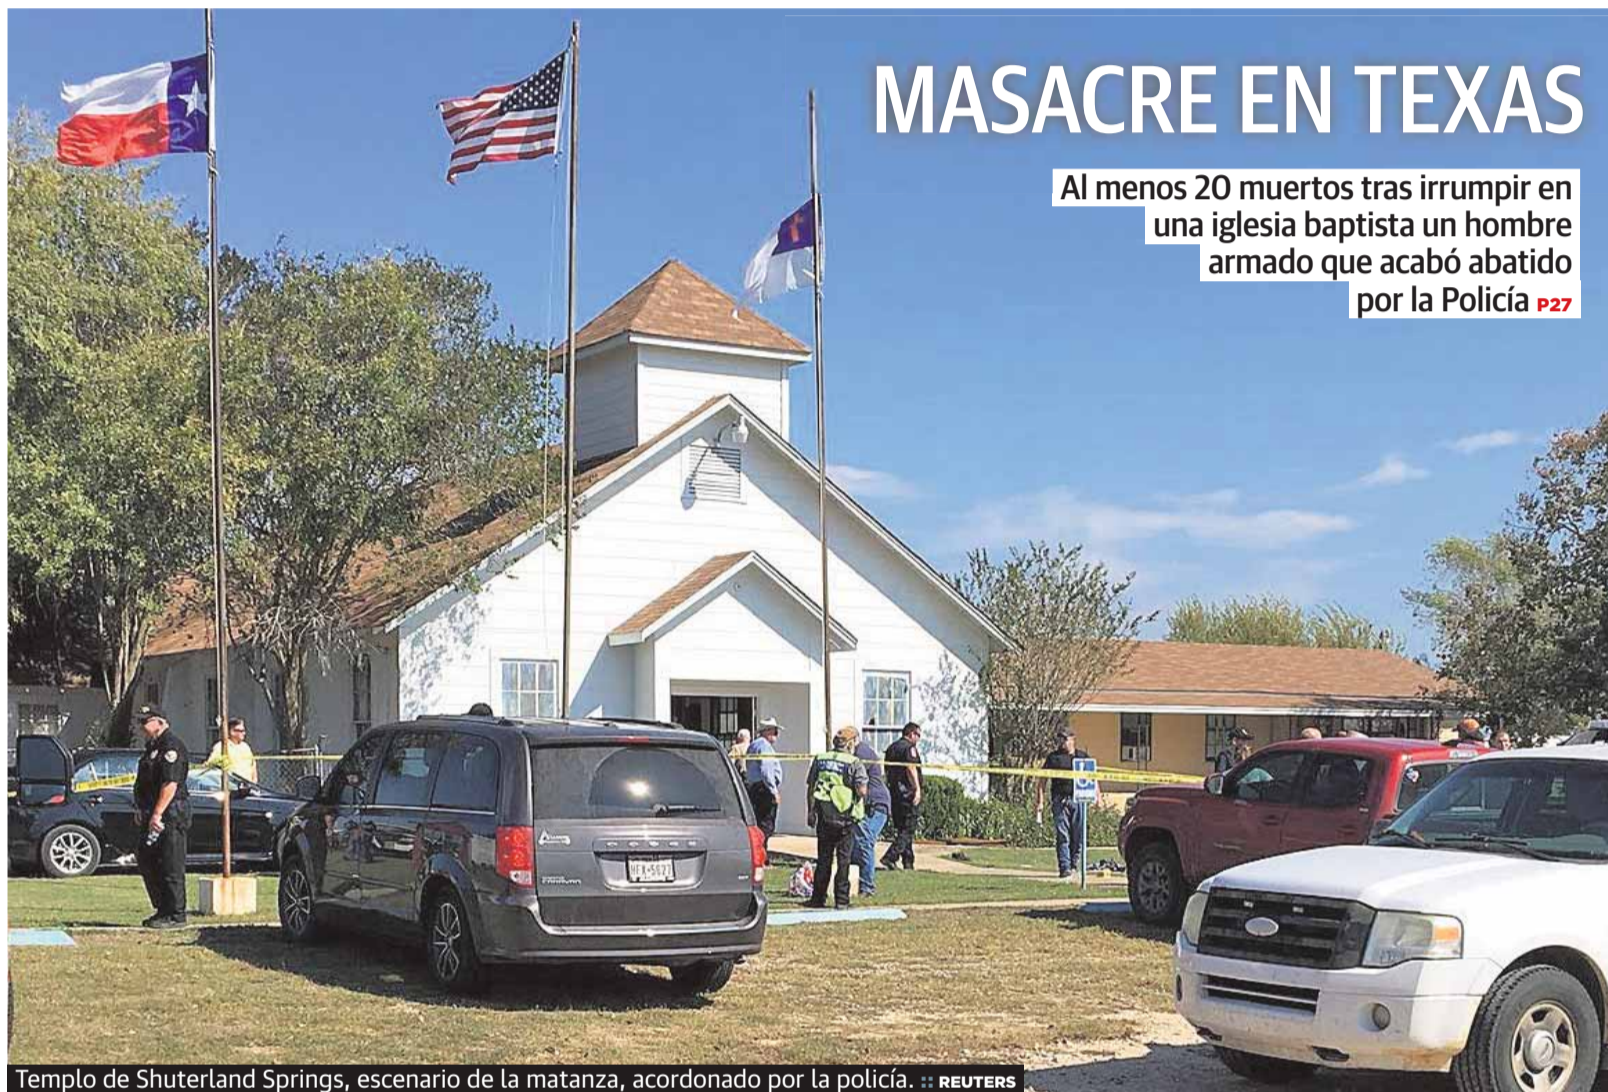 MASACRE EN TEXAS
Al menos 20 muertos tras irrumpir en
una iglesia baptista un hombre
armado que acabó abatido
por la Policía P27
DODGE
Templo de Shuterland Springs, escenario de la matanza, acordonado por la policía. :: REUTERS